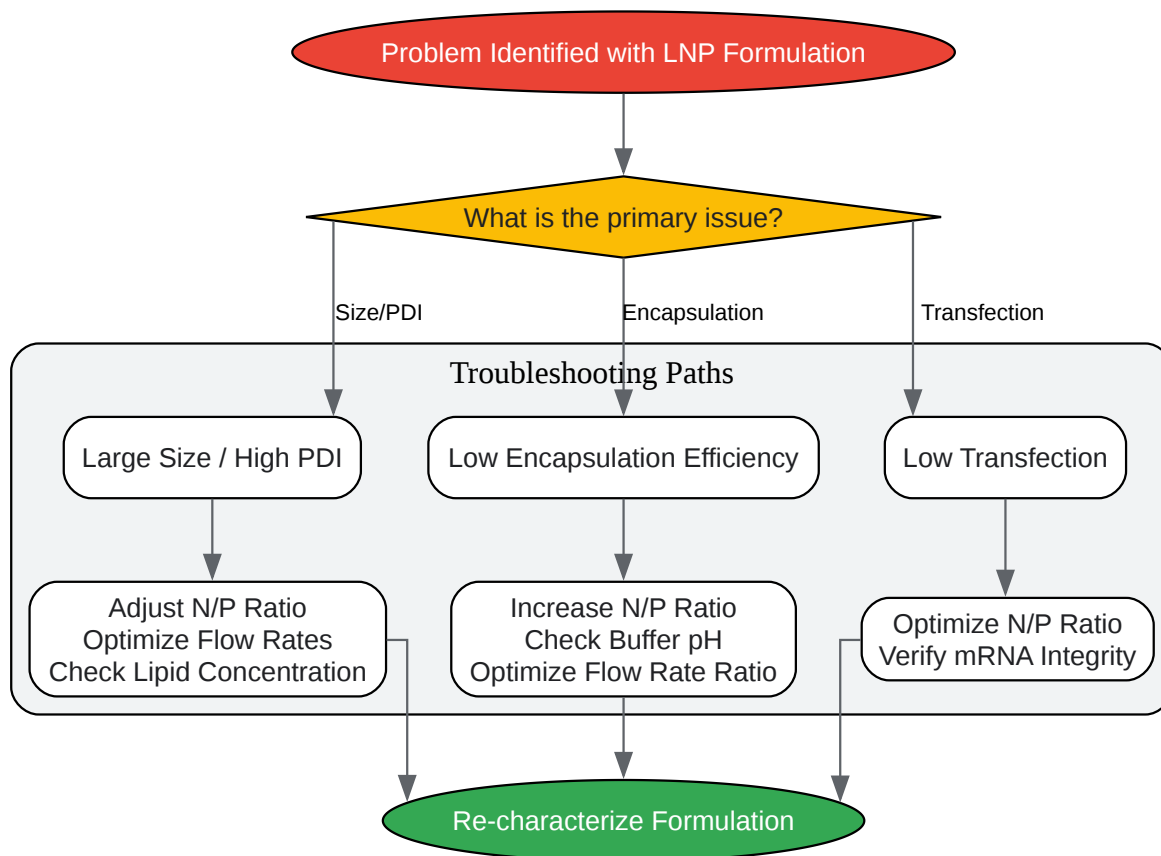 Problem Identified with LNP Formulation
What is the primary issue?
Size/PDI
Encapsulation
Transfection
Troubleshooting Paths
Large Size / High PDI
Low Encapsulation Efficiency
Low Transfection
Adjust N/P Ratio
Optimize Flow Rates
Check Lipid Concentration
Increase N/P Ratio
Check Buffer pH
Optimize Flow Rate Ratio
Optimize N/P Ratio
Verify mRNA Integrity
Re-characterize Formulation